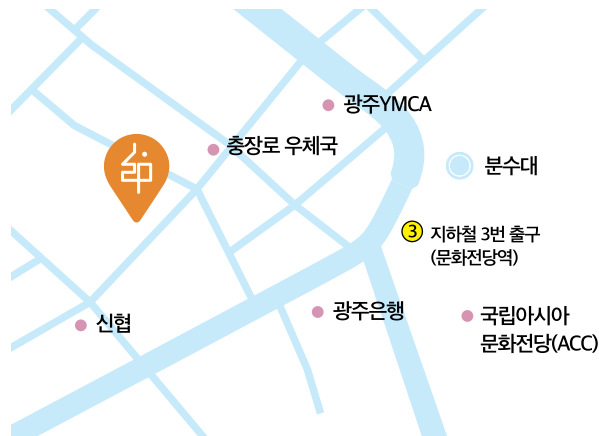 광주YMCA
충장로 우체국
분수대
3 지하철 3번 출구
(문화전당역)
광주은행
신협
국립아시아
문화전당(ACC)